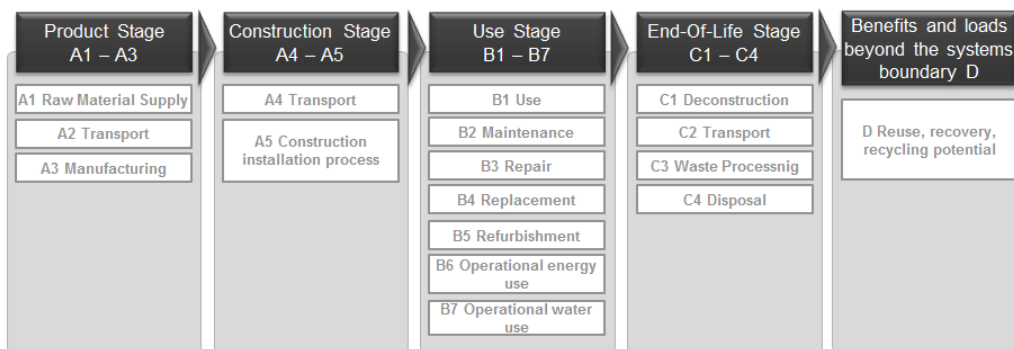 Product Stage
A1 – A3
A1 Raw Material Supply
A2 Transport
A3 Manufacturing
Construction Stage
A4 – A5
A4 Transport
A5 Construction
installation process
Use Stage
B1 – B7
B1 Use
B2 Maintenance
B3 Repair
B4 Replacement
B5 Refurbishment
B6 Operational energy
use
B7 Operational water
use
End-Of-Life Stage
C1 – C4
C1 Deconstruction
C2 Transport
C3 Waste Processnig
C4 Disposal
Benefits and loads
beyond the systems
boundary D
D Reuse, recovery,
recycling potential